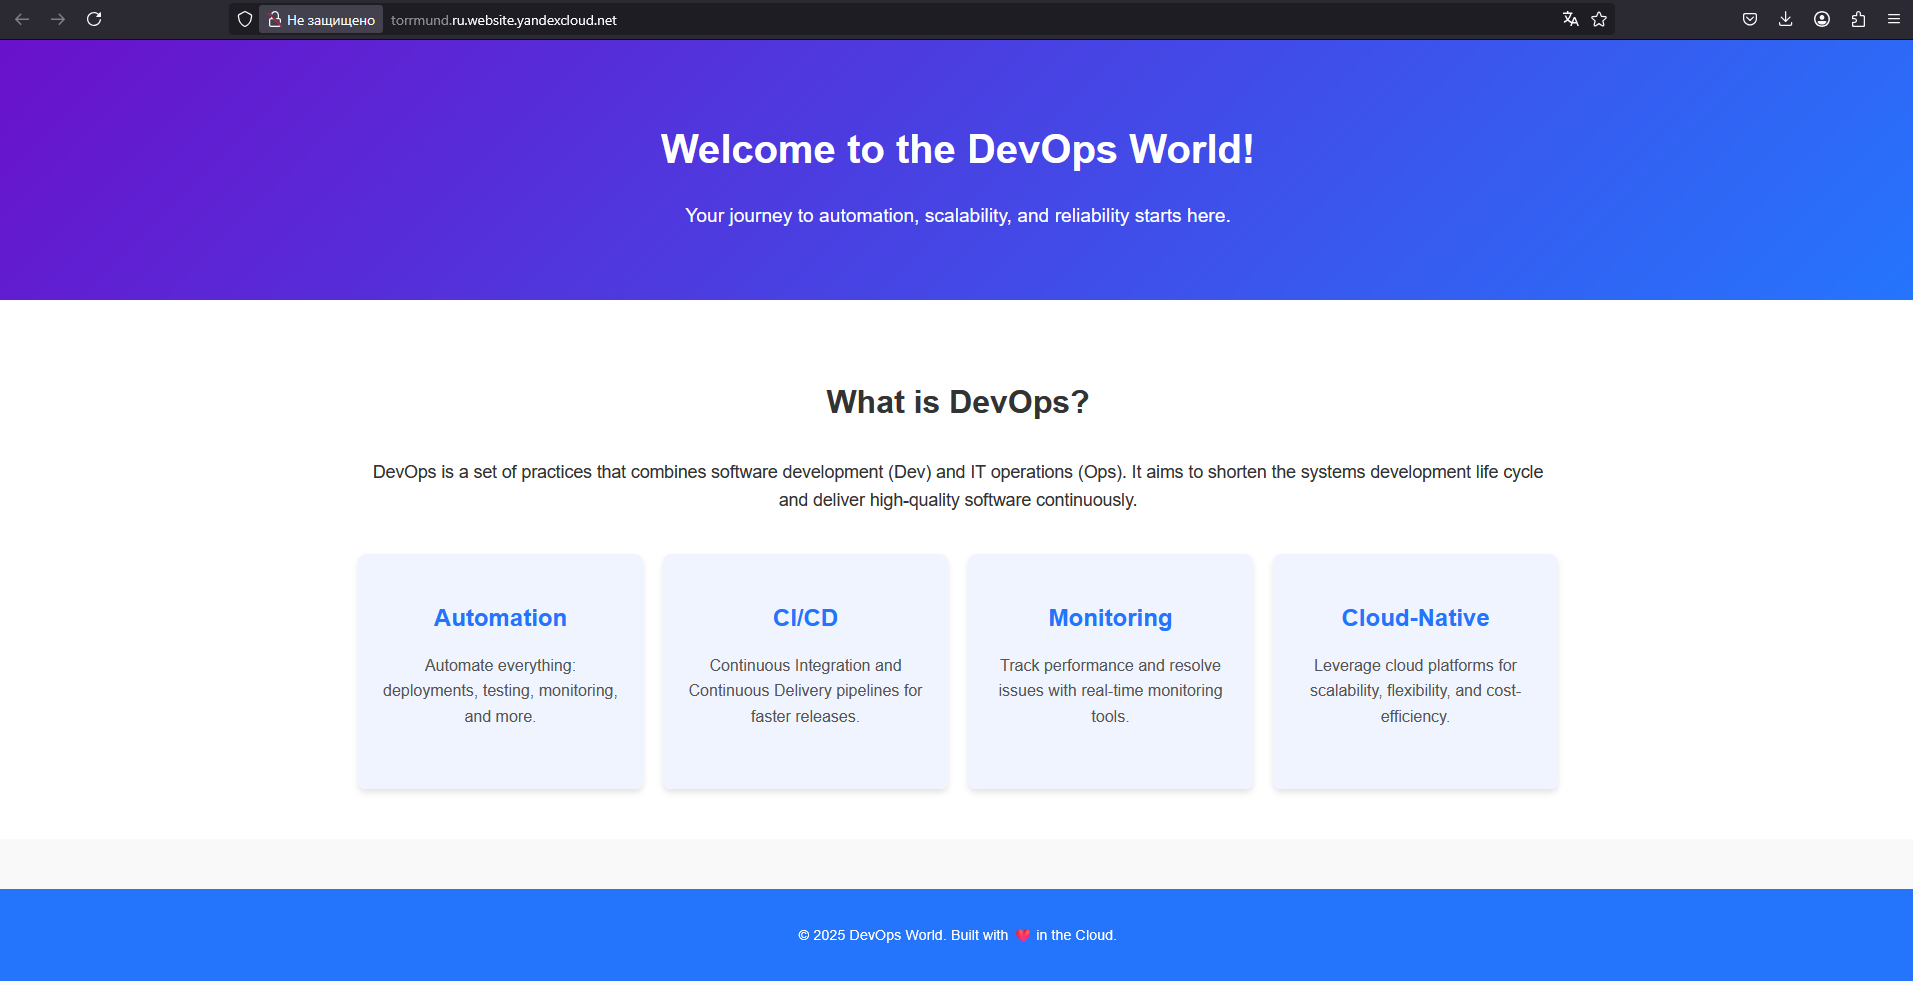 Не защищено torrmund.ru.website.yandexcloud.net
Welcome to the DevOps World!
Your journey to automation, scalability, and reliability starts here.
What is DevOps?
DevOps is a set of practices that combines software development (Dev) and IT operations (Ops). It aims to shorten the systems development life cycle
and deliver high-quality software continuously.
Automation
Automate everything:
deployments, testing, monitoring,
and more.
CI/CD
Continuous Integration and
Continuous Delivery pipelines for
faster releases.
Monitoring
Track performance and resolve
issues with real-time monitoring
tools.
Cloud-Native
Leverage cloud platforms for
scalability, flexibility, and cost-
efficiency.
© 2025 DevOps World. Built with ❤️ in the Cloud.